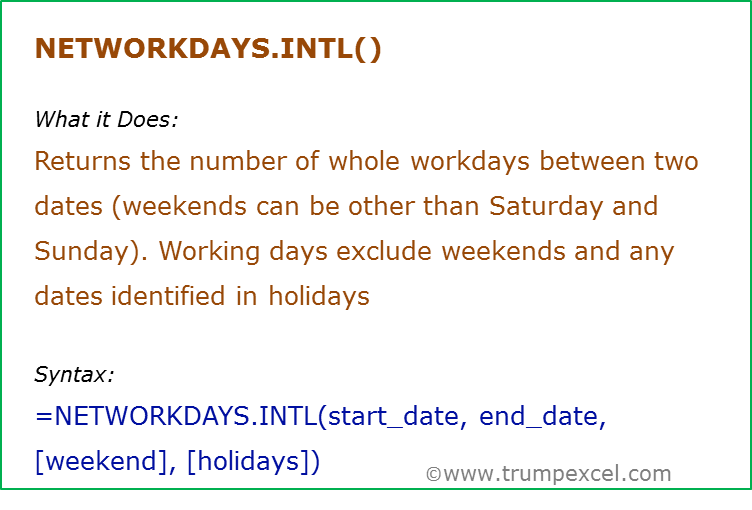 NETWORKDAYS.INTL()
What it Does:
Returns the number of whole workdays between two
dates (weekends can be other than Saturday and
Sunday). Working days exclude weekends and any
dates identified in holidays
Syntax:
=NETWORKDAYS.INTL(start_date, end_date,
[weekend], [holidays])
©www.trumpexcel.com